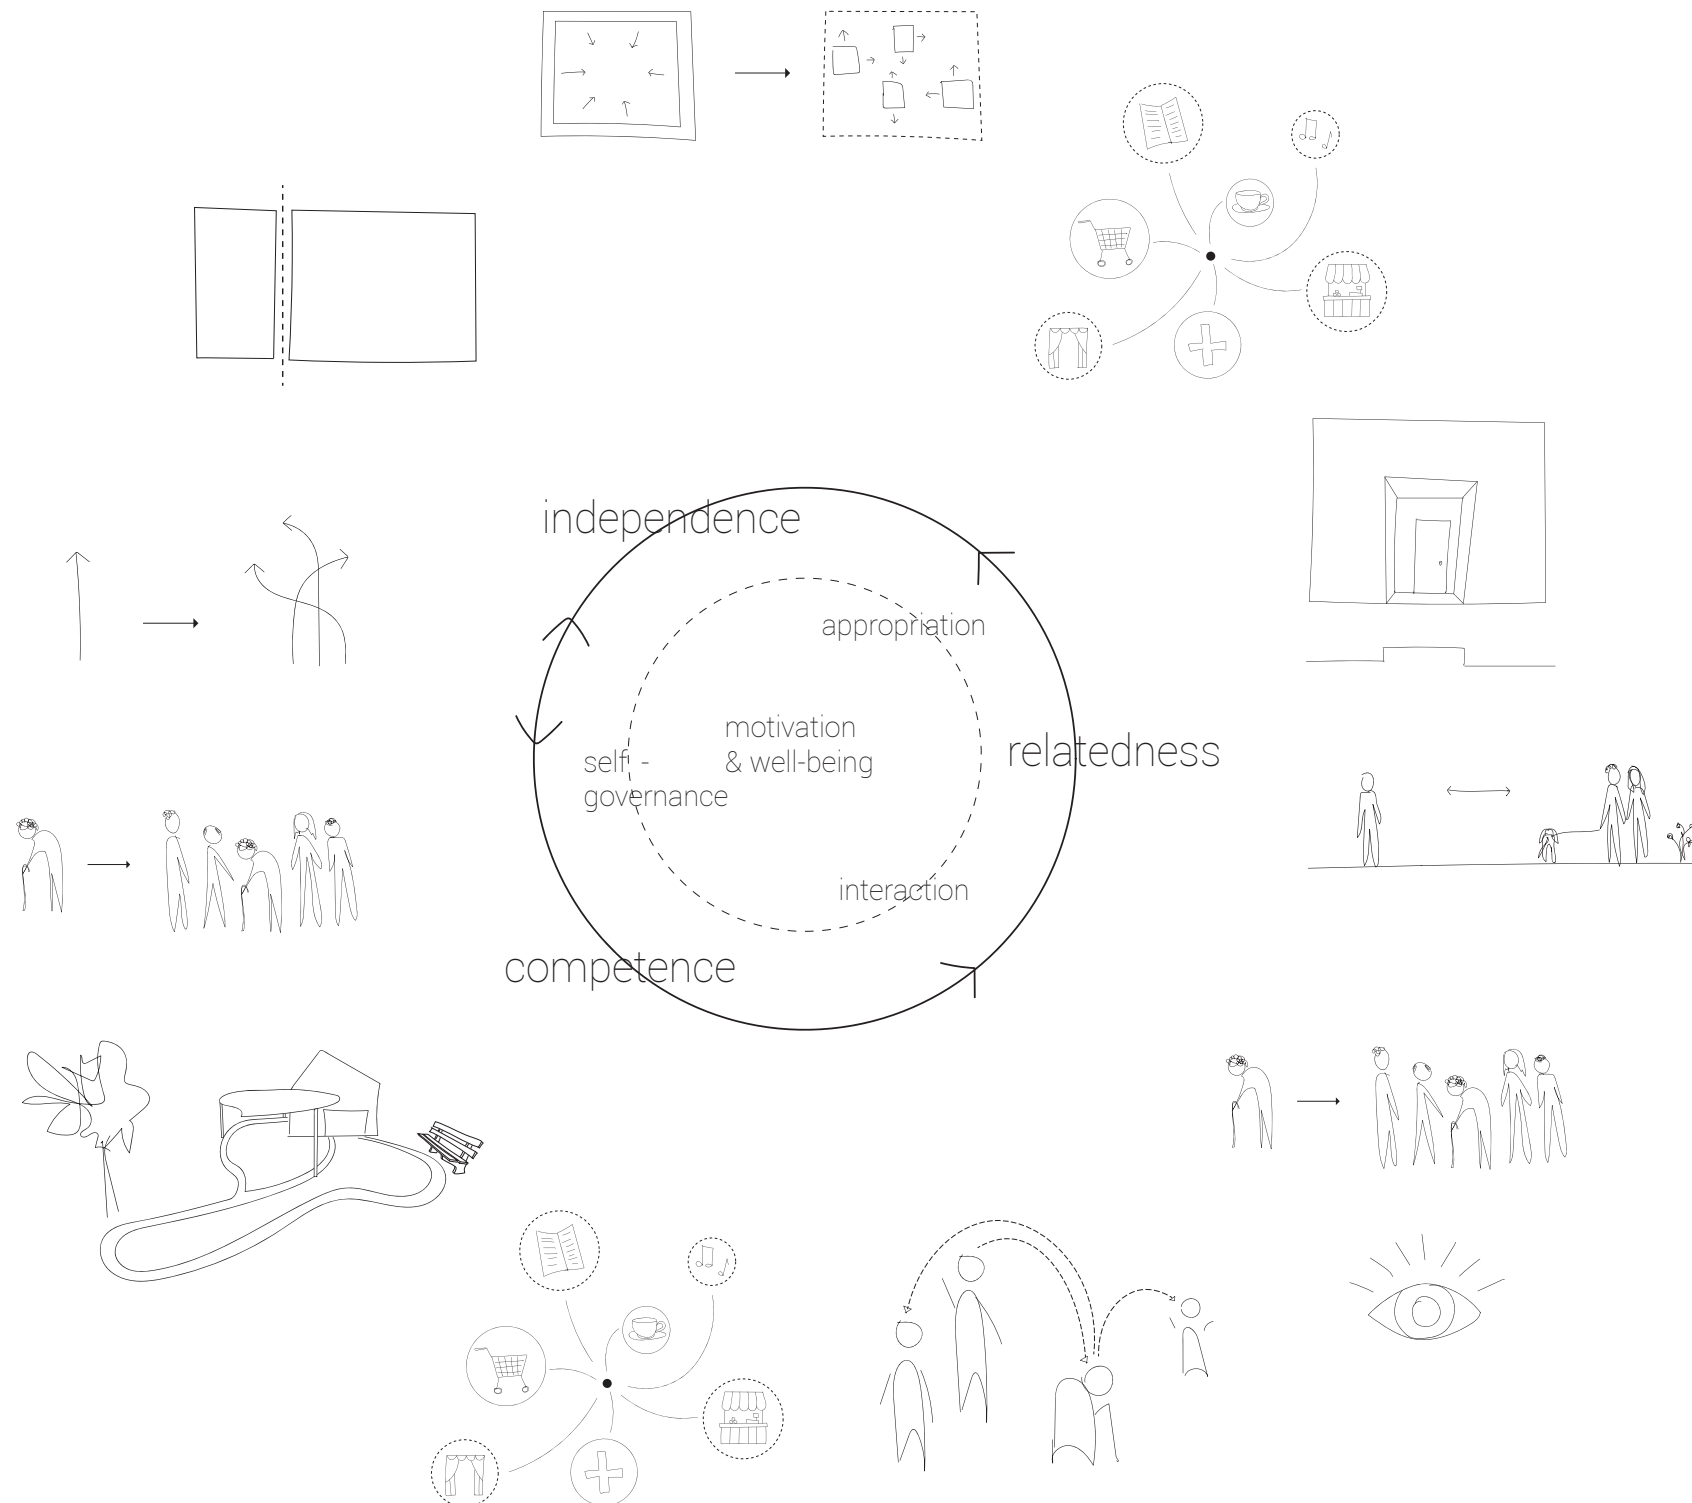 independence
appropriation
motivation
& well-being
relatedness
self -
governance
interaction
competence